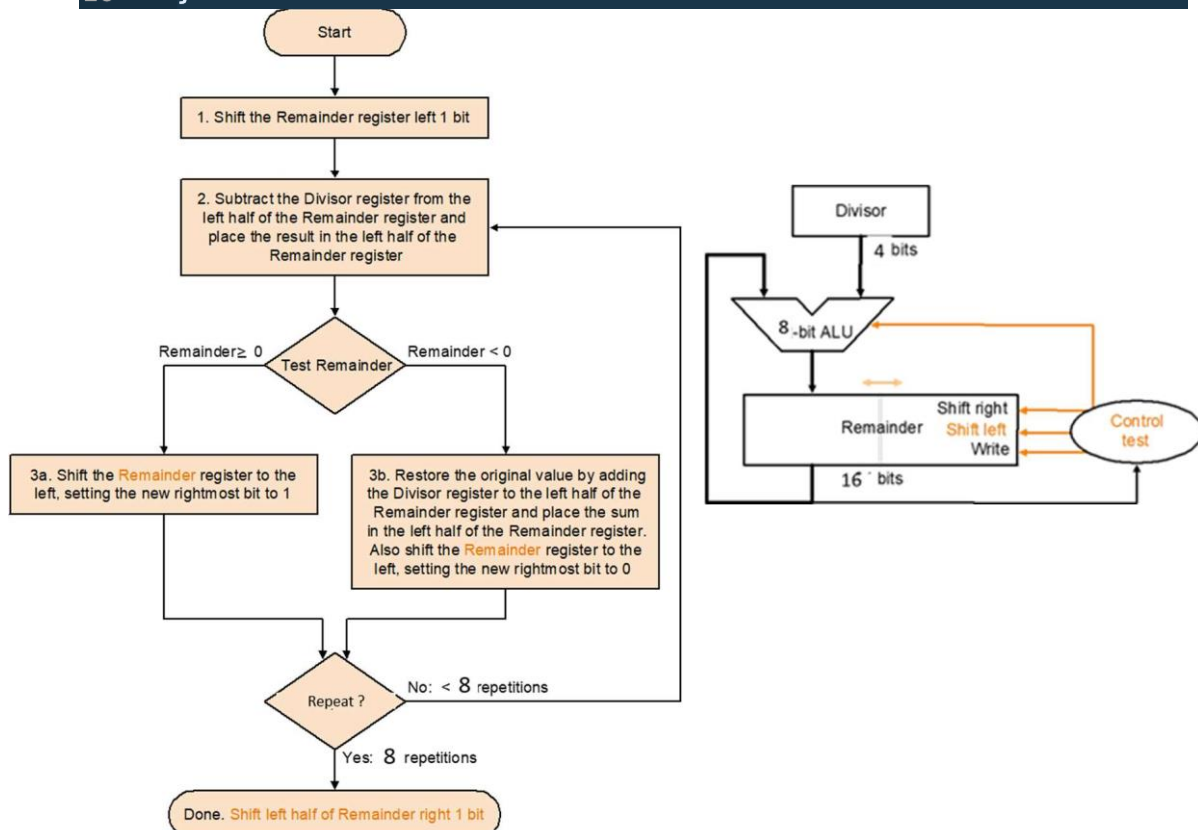 Start
1. Shift the Remainder register left 1 bit
2. Subtract the Divisor register from the
left half of the Remainder register and
place the result in the left half of the
Remainder register
Remainder≥ 0
Test Remainder
Remainder < 0
3a. Shift the Remainder register to the
left, setting the new rightmost bit to 1
3b. Restore the original value by adding
the Divisor register to the left half of the
Remainder register and place the sum
in the left half of the Remainder register.
Also shift the Remainder register to the
left, setting the new rightmost bit to 0
Repeat ?
No: < 8 repetitions
Yes: 8 repetitions
Done. Shift left half of Remainder right 1 bit
Divisor
4 bits
8-bit ALU
Remainder
Shift right
Shift left
Write
16 bits
Control
test